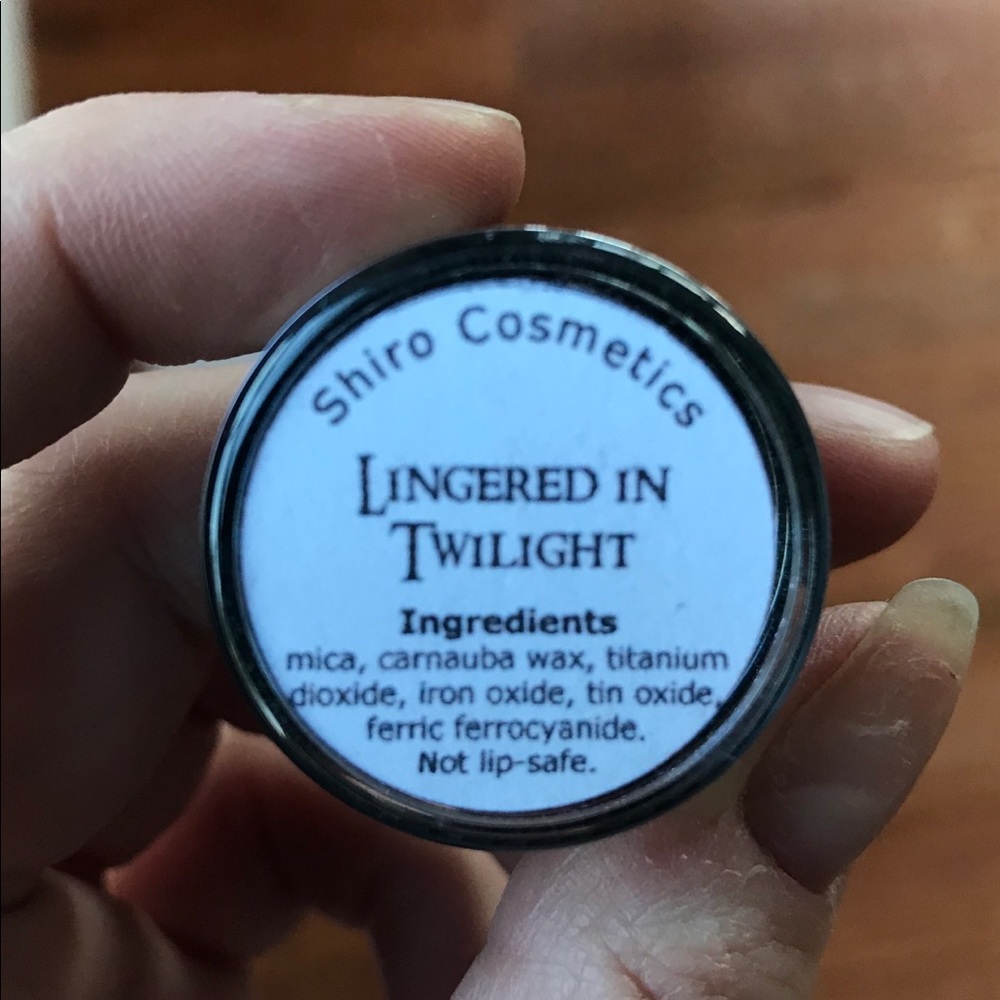 Shiro Cosmetics
Lingered in
Twilight
Ingredients
mica, carnauba wax, titanium
dioxide, iron oxide, tin oxide,
ferric ferrocyanide.
Not lip-safe.